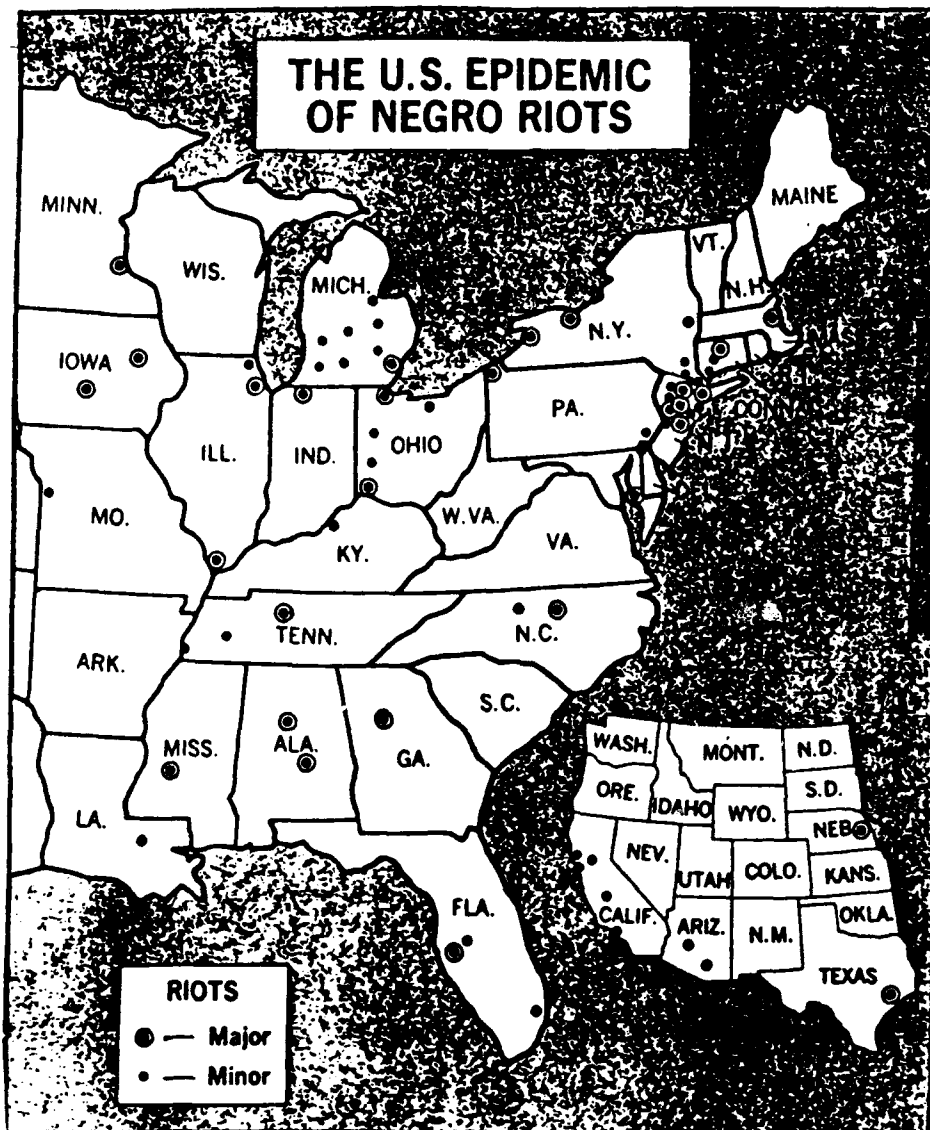 THE U.S. EPIDEMIC
OF NEGRO RIOTS
MINN.
WIS.
MICH.
MAINE
VT.
N.H.
N.Y.
IOWA
PA.
CONN.
N.J.
ILL.
IND.
OHIO
MO.
W.VA.
KY.
VA.
TENN.
N.C.
ARK.
S.C.
MISS.
ALA.
GA.
LA.
FLA.
WASH.
MONT.
N.D.
ORE.
IDAHO
WYO.
S.D.
NEB
NEV.
UTAH
COLO.
KANS.
CALIF.
ARIZ.
N.M.
OKLA.
TEXAS
RIOTS
— Major
— Minor